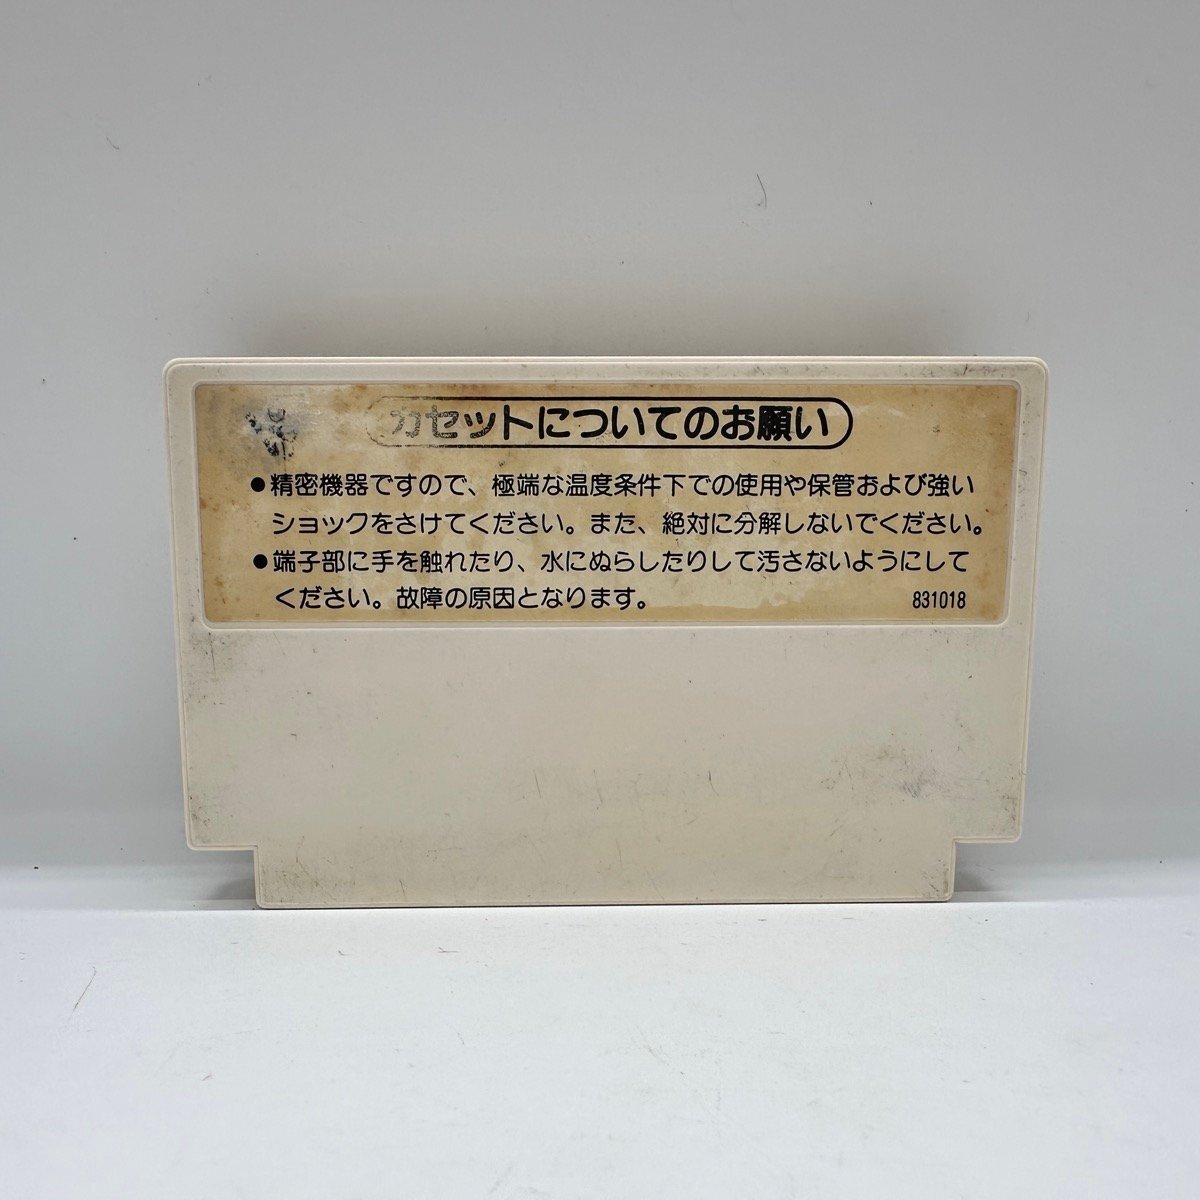 カセットについてのお願い
●精密機器ですので、極端な温度条件下での使用や保管および強い
ショックをさけてください。また、絶対に分解しないでください。
●端子部に手を触れたり、水にぬらしたりして汚さないようにして
ください。故障の原因となります。 831018